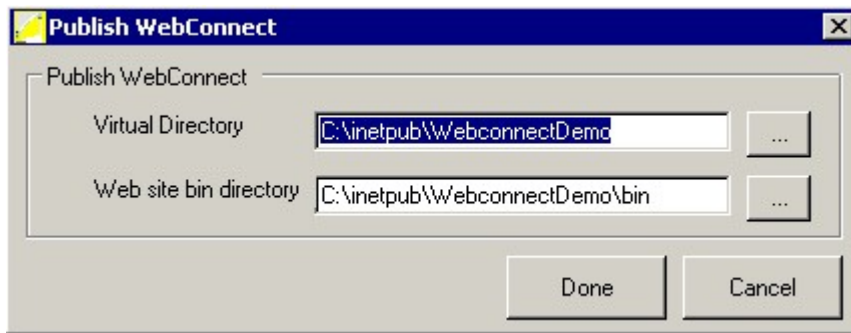 Publish WebConnect
Publish WebConnect
Virtual Directory C:\inetpub\WebconnectDemo ...
Web site bin directory C:\inetpub\WebconnectDemo\bin ...
Done Cancel